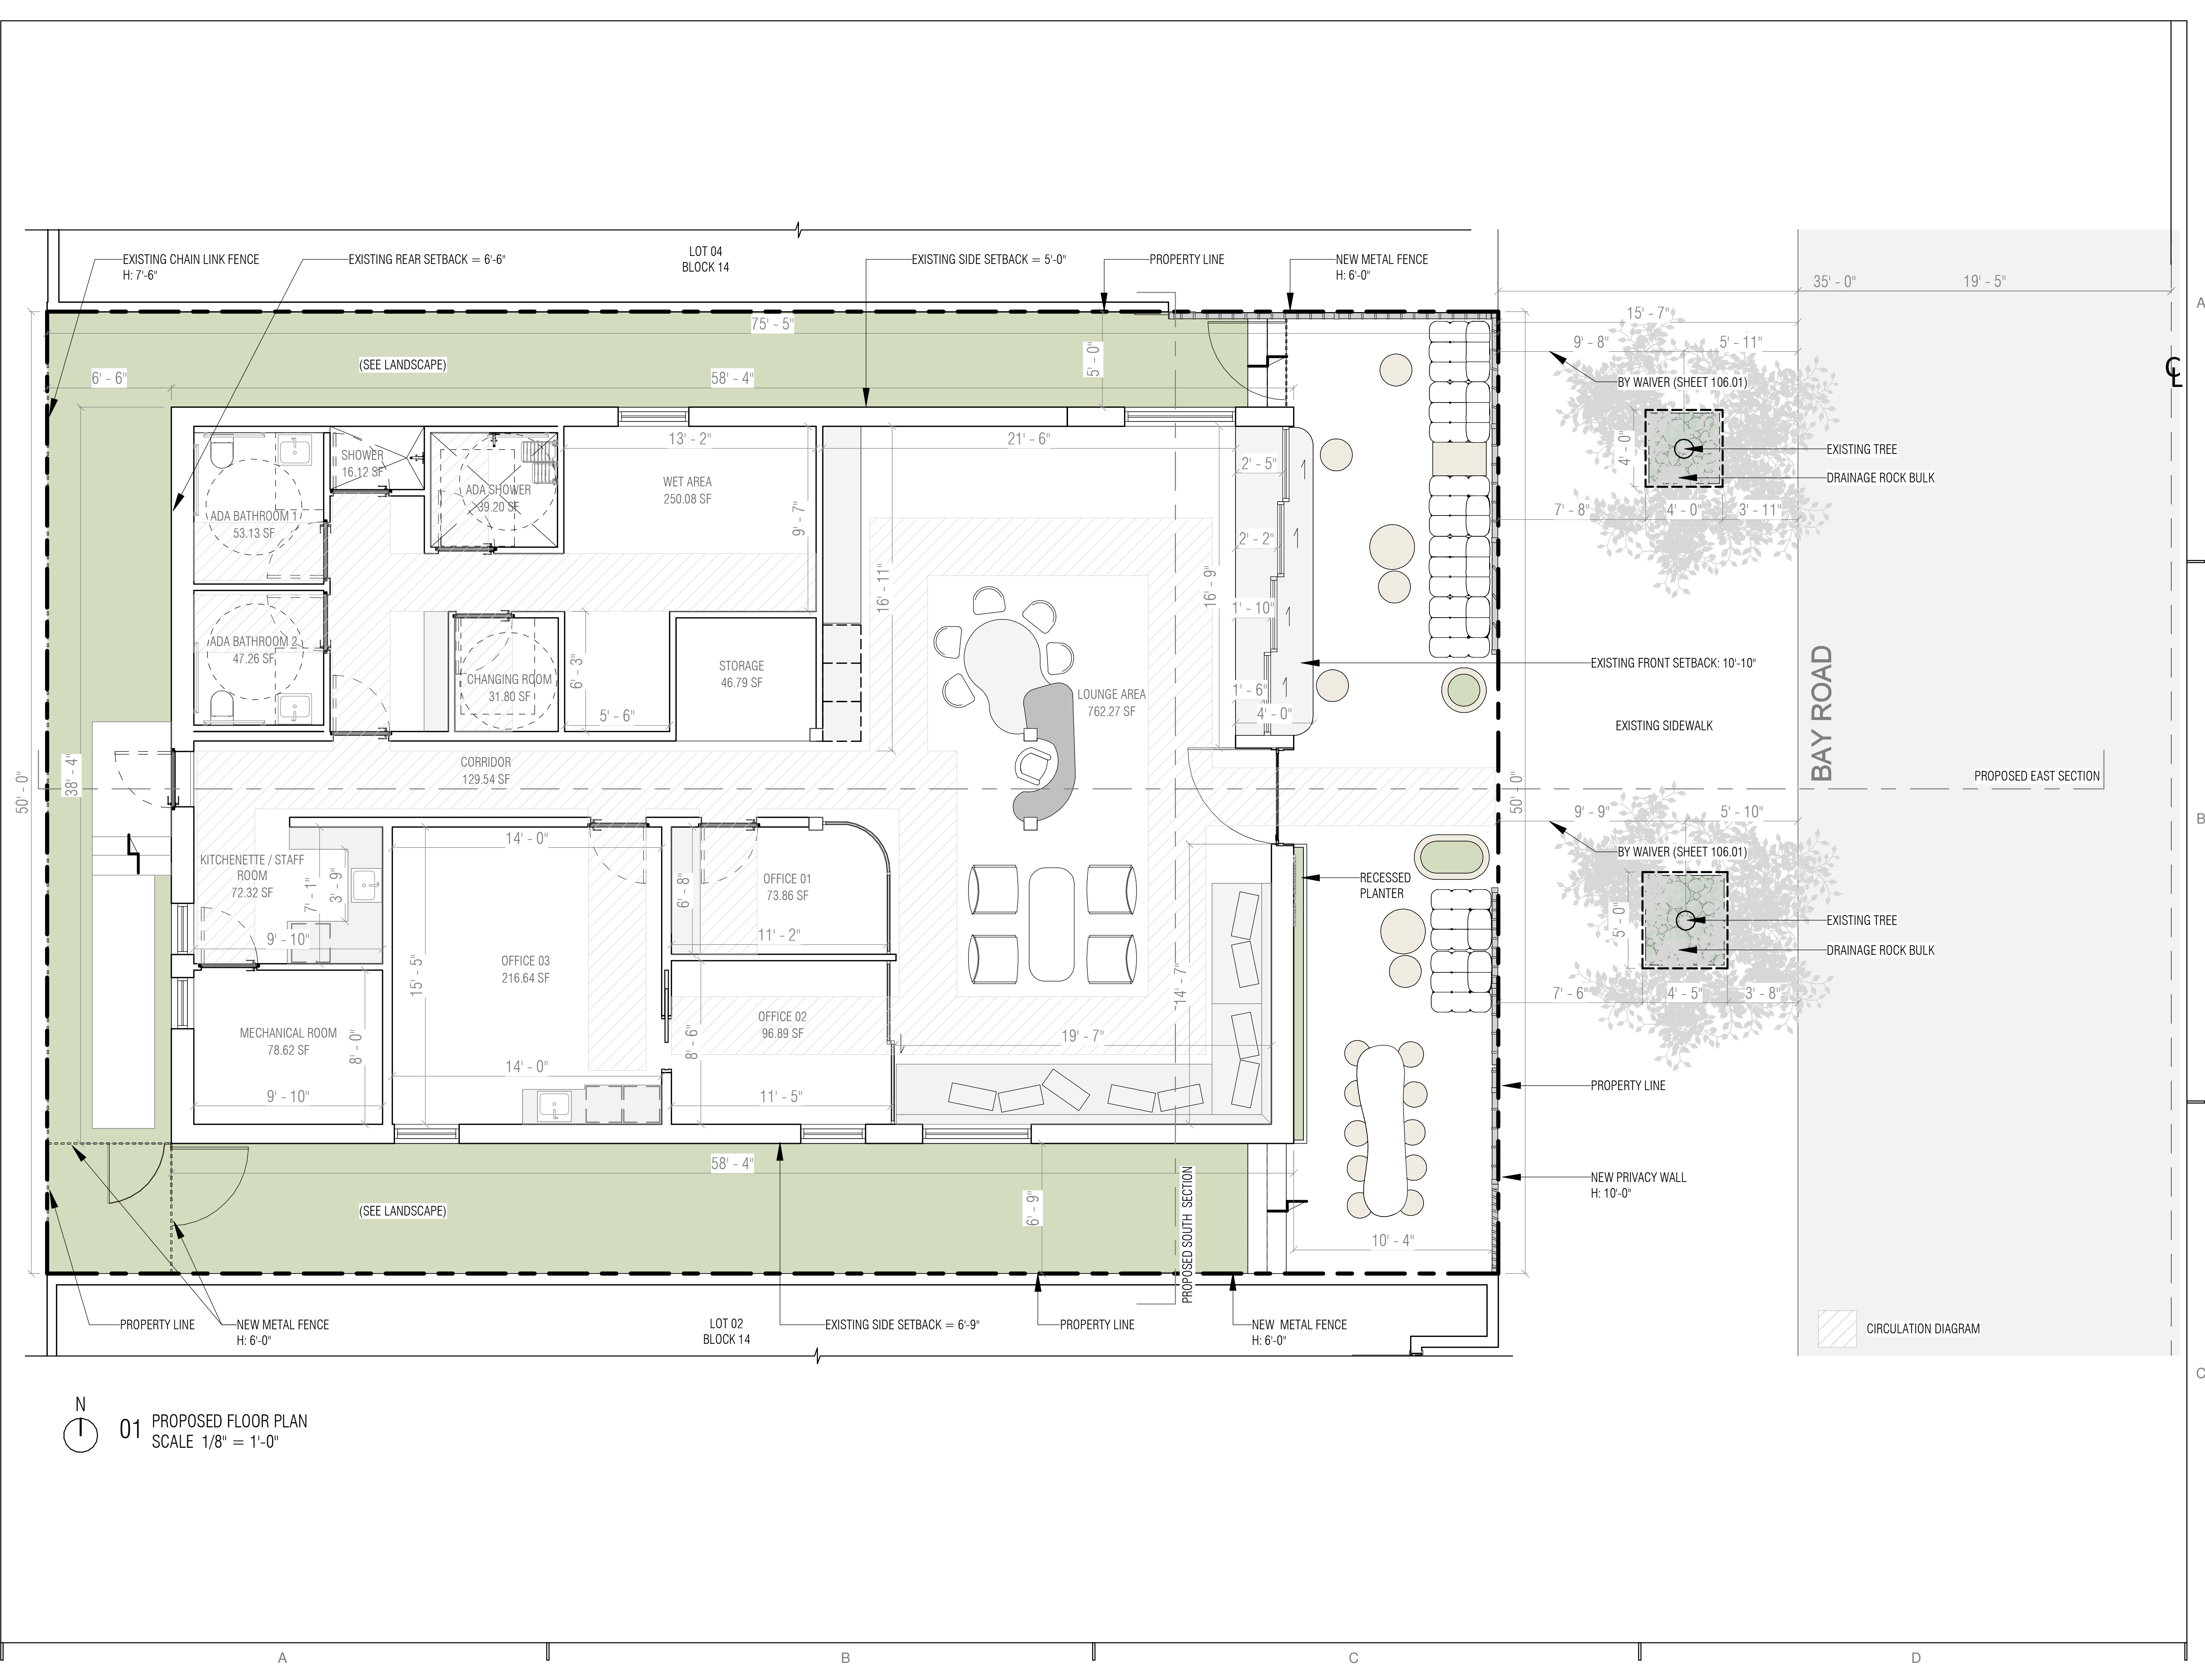 EXISTING CHAIN LINK FENCE
H: 7'-6"
EXISTING REAR SETBACK = 6'-6"
LOT 04
BLOCK 14
EXISTING SIDE SETBACK = 5'-0"
PROPERTY LINE
NEW METAL FENCE
H: 6'-0"
35' - 0"
19' - 5"
A
75' - 5"
15' - 7"
9' - 8"
5' - 11"
(SEE LANDSCAPE)
5' - 0"
6' - 6"
58' - 4"
BY WAIVER (SHEET 106.01)
CL
13' - 2"
21' - 6"
4' - 0"
EXISTING TREE
DRAINAGE ROCK BULK
SHOWER
16.12 SF
2' - 5"
1
WET AREA
250.08 SF
ADA SHOWER
39.20 SF
ADA BATHROOM 1
53.13 SF
9' - 7"
7' - 8"
4' - 0"
3' - 11"
2' - 2"
1
16' - 11"
16' - 9"
1' - 10"
1
ADA BATHROOM 2
47.26 SF
6' - 3"
CHANGING ROOM
31.80 SF
STORAGE
46.79 SF
LOUNGE AREA
762.27 SF
1' - 6"
1
4' - 0"
5' - 6"
EXISTING FRONT SETBACK: 10'-10"
EXISTING SIDEWALK
BAY ROAD
CORRIDOR
129.54 SF
PROPOSED EAST SECTION
50' - 0"
38' - 4"
50' - 0"
9' - 9"
5' - 10"
B
14' - 0"
KITCHENETTE / STAFF
ROOM
72.32 SF
7' - 1"
3' - 9"
6' - 8"
OFFICE 01
73.86 SF
RECESSED
PLANTER
BY WAIVER (SHEET 106.01)
5' - 0"
EXISTING TREE
DRAINAGE ROCK BULK
9' - 10"
11' - 2"
OFFICE 03
216.64 SF
15' - 5"
14' - 7"
7' - 6"
4' - 5"
3' - 8"
OFFICE 02
96.89 SF
MECHANICAL ROOM
78.62 SF
8' - 0"
8' - 6"
19' - 7"
14' - 0"
9' - 10"
11' - 5"
PROPERTY LINE
58' - 4"
NEW PRIVACY WALL
H: 10'-0"
(SEE LANDSCAPE)
6' - 9"
PROPOSED SOUTH SECTION
10' - 4"
PROPERTY LINE
NEW METAL FENCE
H: 6'-0"
LOT 02
BLOCK 14
EXISTING SIDE SETBACK = 6'-9"
PROPERTY LINE
NEW METAL FENCE
H: 6'-0"
CIRCULATION DIAGRAM
C
N
01
PROPOSED FLOOR PLAN
SCALE 1/8" = 1'-0"
A
B
C
D